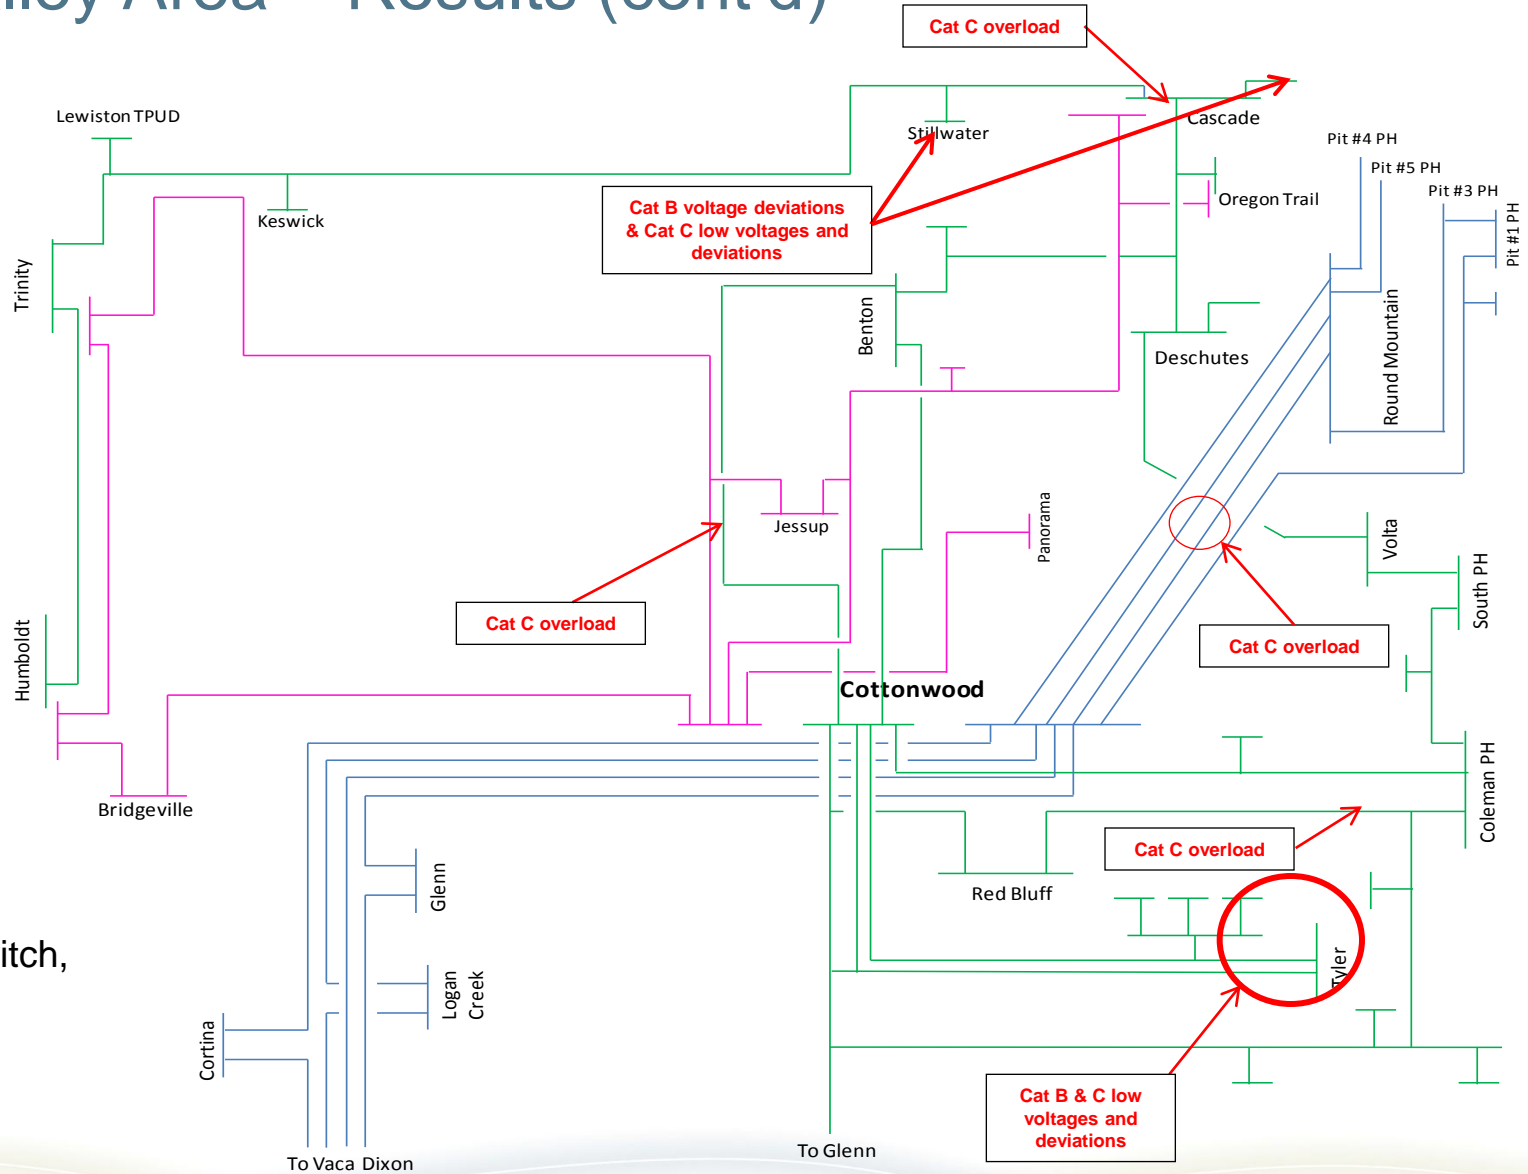 Cat C overload
Lewiston TPUD
Stillwater
Cascade
Pit #4 PH
Pit #5 PH
Pit #3 PH
Pit #1 PH
Cat B voltage deviations
& Cat C low voltages and
deviations
Keswick
Oregon Trail
Trinity
Benton
Deschutes
Round Mountain
Jessup
Panorama
Volta
South PH
Cat C overload
Cat C overload
Humboldt
Cottonwood
Bridgeville
Coleman PH
Cat C overload
Glenn
Red Bluff
itch,
Tyler
Logan
Creek
Cortina
Cat B & C low
voltages and
deviations
To Glenn
To Vaca Dixon